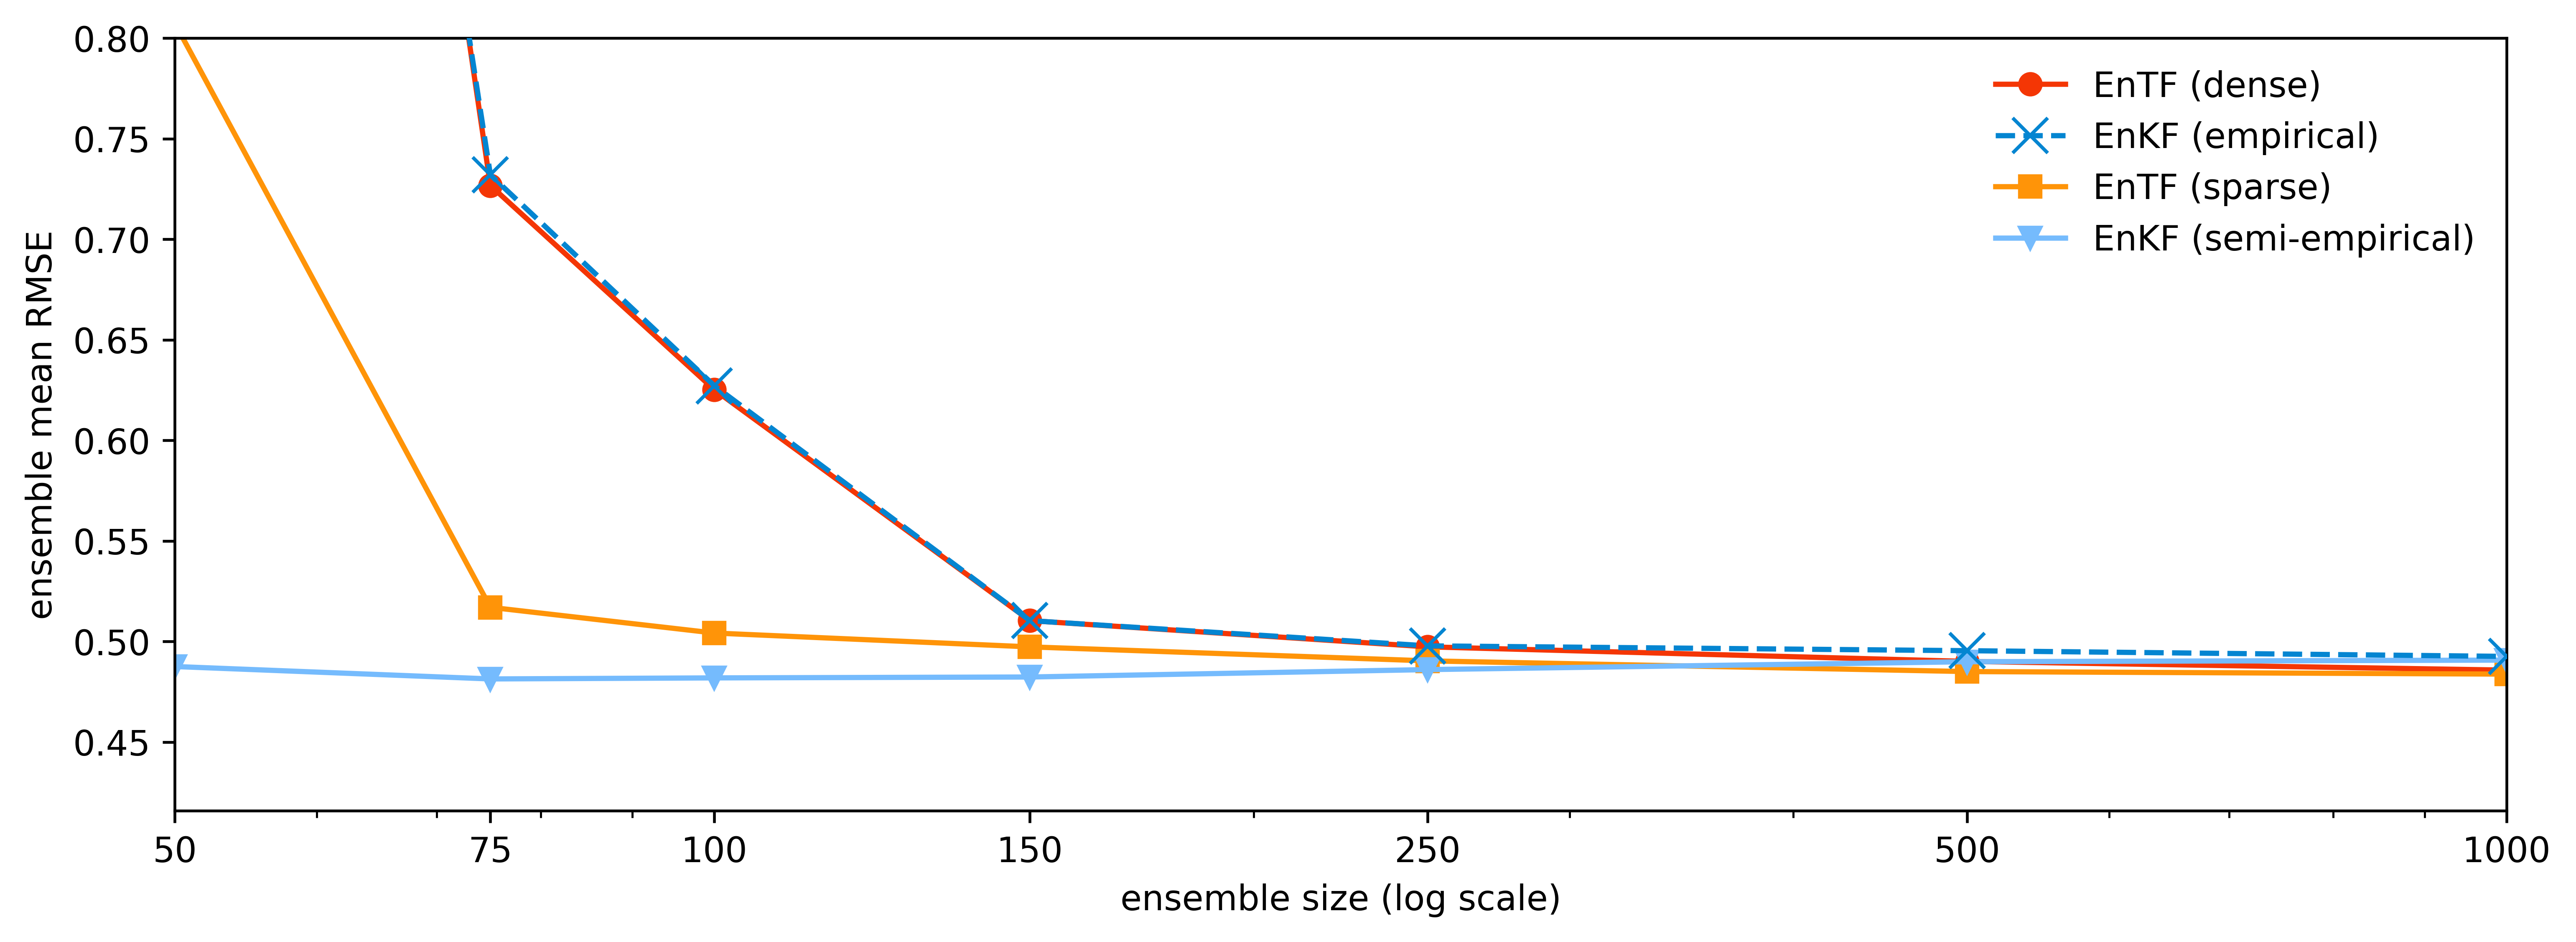 0.80
0.75
0.70
0.65
0.60
0.55
0.50
0.45
ensemble mean RMSE
EnTF (dense)
EnKF (empirical)
EnTF (sparse)
EnKF (semi-empirical)
50 75 100 150 250 500 1000
ensemble size (log scale)